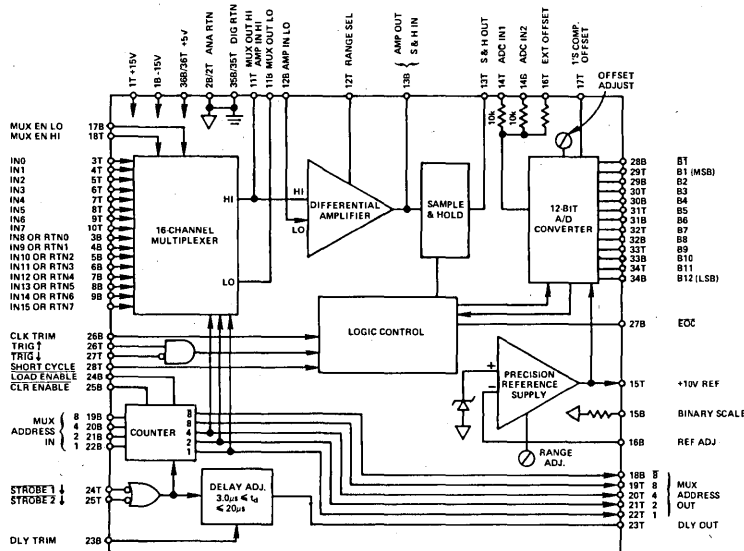 1T +15V
1B -15V
36B/36T +5V
2B/2T ANA RTN
35B/35T DIG RTN
11T MUX OUT HI
AMP IN HI
11B MUX OUT LO
12B AMP IN LO
12T RANGE SEL
13B AMP OUT
S & H IN
13T S & H OUT
14T ADC IN1
14B ADC IN2
16T EXT OFFSET
17T 1'S COMP.
OFFSET
OFFSET
ADJUST
10k
10k
MUX EN LO 17B
MUX EN HI 18T
IN0 3T
IN1 4T
IN2 5T
IN3 6T
IN4 7T
IN5 8T
IN6 9T
IN7 10T
IN8 OR RTN0 3B
IN9 OR RTN1 4B
IN10 OR RTN2 5B
IN11 OR RTN3 6B
IN12 OR RTN4 7B
IN13 OR RTN5 8B
IN14 OR RTN6 9B
IN15 OR RTN7
16-CHANNEL
MULTIPLEXER
HI
LO
HI
LO
DIFFERENTIAL
AMPLIFIER
SAMPLE
& HOLD
12-BIT
A/D
CONVERTER
28B B1
29T B1 (MSB)
29B B2
30T B3
30B B4
31T B5
31B B6
32T B7
32B B8
33T B9
33B B10
34T B11
34B B12 (LSB)
27B EOC
LOGIC CONTROL
CLK TRIM 26B
TRIG ↑ 26T
TRIG ↓ 27T
SHORT CYCLE 28T
LOAD ENABLE 24B
CLR ENABLE 25B
+
−
PRECISION
REFERENCE
SUPPLY
RANGE
ADJ.
15T +10V REF
15B BINARY SCALE
16B REF ADJ
MUX
ADDRESS
IN
8 19B
4 20B
2 21B
1 22B
COUNTER
8
8
4
2
1
STROBE 1 ↓ 24T
STROBE 2 ↓ 25T
DELAY ADJ.
3.0μs ≤ td
≤ 20μs
DLY TRIM 23B
18B 8
19T 8
20T 4
21T 2
22T 1
MUX
ADDRESS
OUT
23T DLY OUT